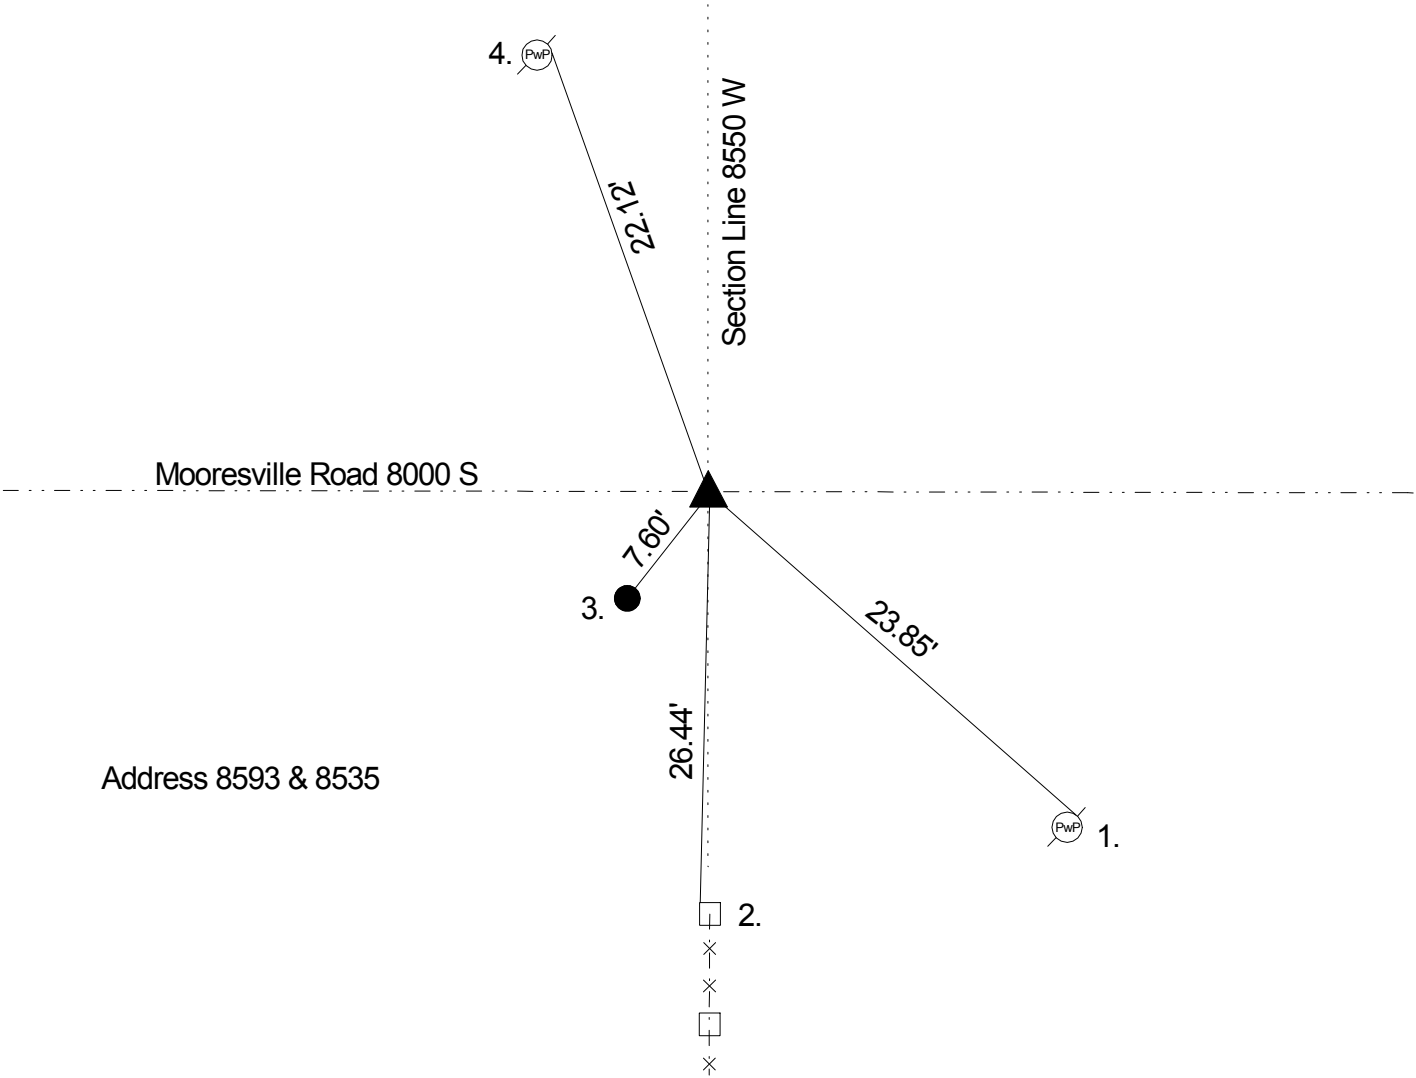 4. PwP
Section Line 8550 W
22.12'
Mooresville Road 8000 S
7.60'
3.
23.85'
26.44'
Address 8593 & 8535
PwP 1.
2.